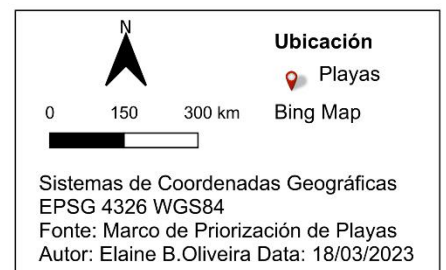 N
Ubicación
Playas
0 150 300 km
Bing Map
Sistemas de Coordenadas Geográficas
EPSG 4326 WGS84
Fonte: Marco de Priorización de Playas
Autor: Elaine B.Oliveira Data: 18/03/2023